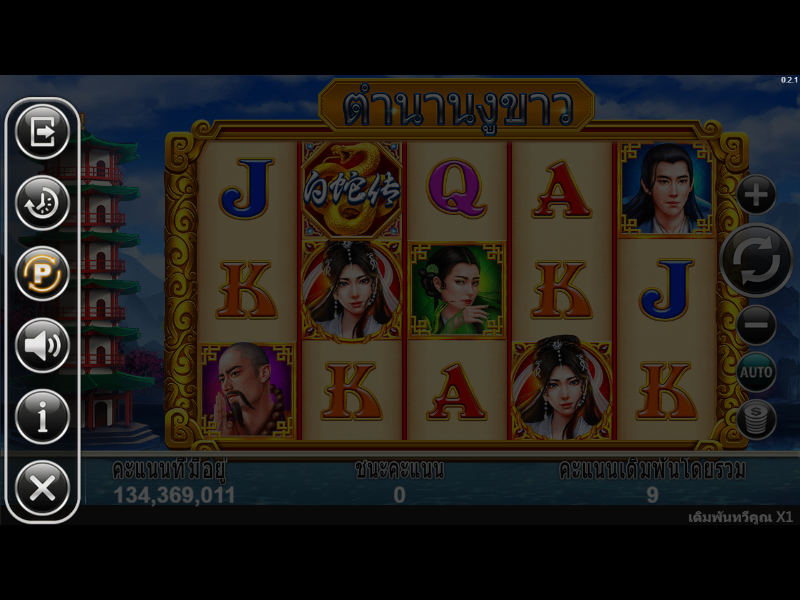 0.2.1
ตำนานงูขาว
J
白蛇传
Q
A
K
K
J
K
A
K
P
i
AUTO
$
คะแนนที่มีอยู่
ชนะคะแนน
คะแนนเดิมพันโดยรวม
134,369,011
0
9
เดิมพันทวีคูณ X1